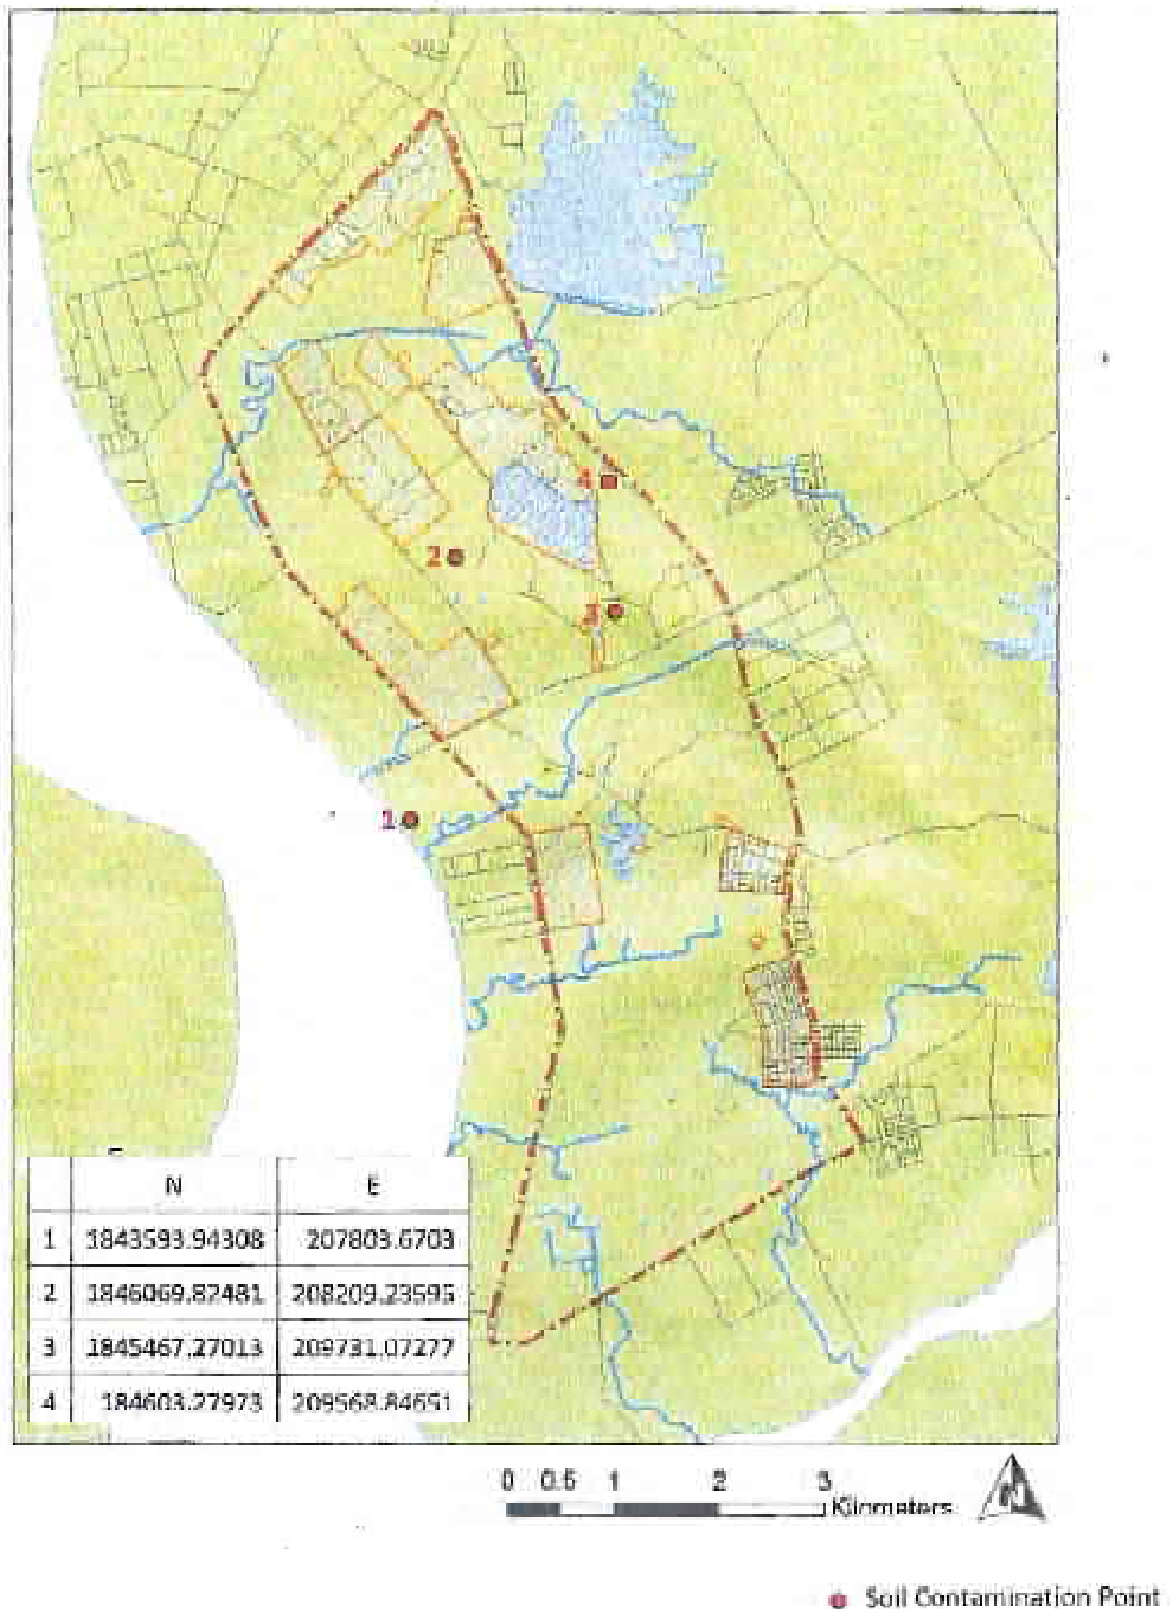 4
2
3
1
N E
1 1843593.94308 207803.6703
2 1846069.82481 208209.23595
3 1845467.27013 209731.07277
4 184603.27973 209568.84651
0 0.5 1 2 3
Kilometers
N
Soil Contamination Point